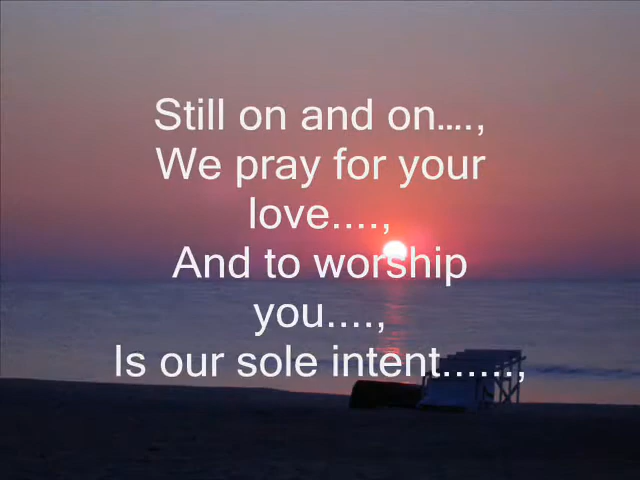 Still on and on….,
We pray for your
love....,
And to worship
you....,
Is our sole intent......,